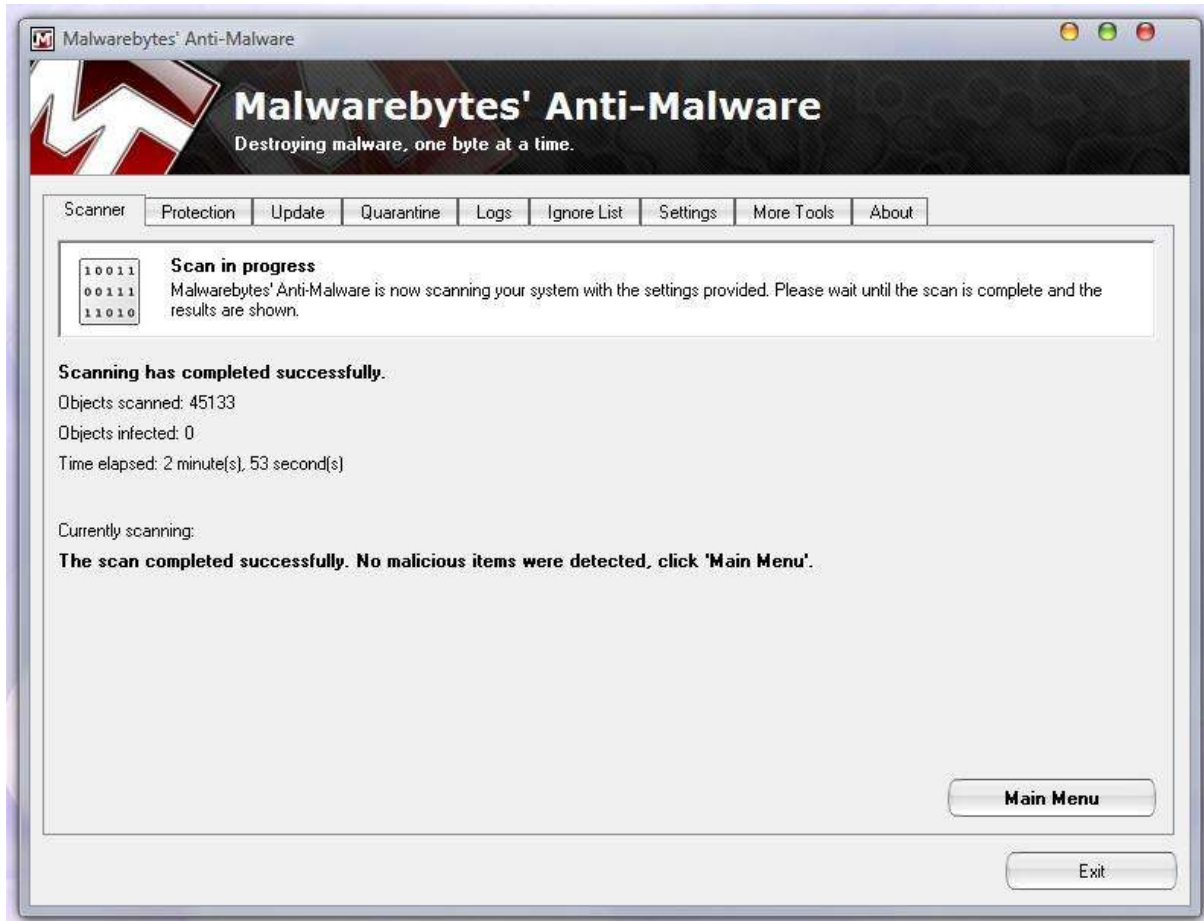 Malwarebytes' Anti-Malware
Malwarebytes' Anti-Malware
Destroying malware, one byte at a time.
Scanner Protection Update Quarantine Logs Ignore List Settings More Tools About
10011
00111
11010
Scan in progress
Malwarebytes' Anti-Malware is now scanning your system with the settings provided. Please wait until the scan is complete and the
results are shown.
Scanning has completed successfully.
Objects scanned: 45133
Objects infected: 0
Time elapsed: 2 minute(s), 53 second(s)
Currently scanning:
The scan completed successfully. No malicious items were detected, click 'Main Menu'.
Main Menu
Exit